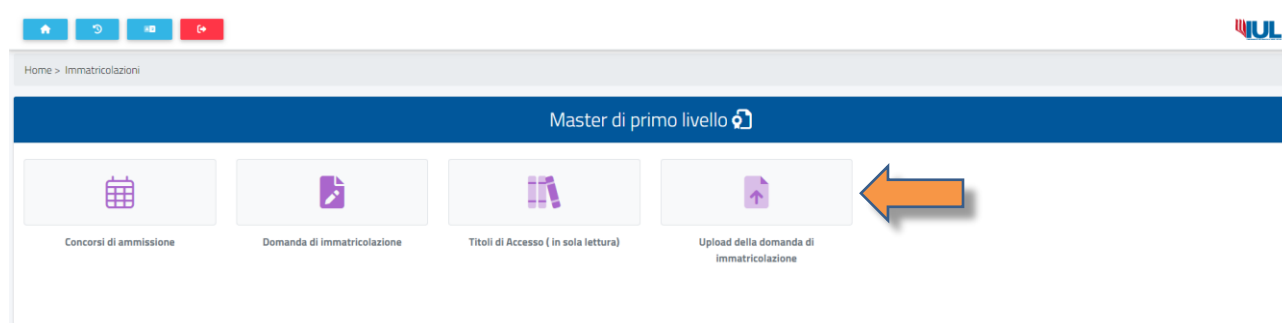 IUL
Home > Immatricolazioni
Master di primo livello
Concorsi di ammissione
Domanda di immatricolazione
Titoli di Accesso ( in sola lettura)
Upload della domanda di
immatricolazione